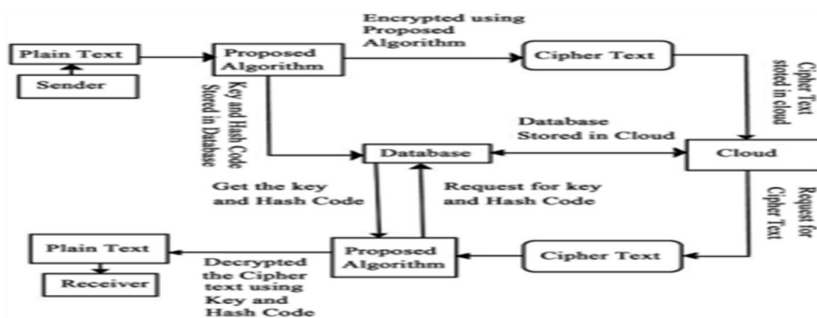 Encrypted using
Proposed
Algorithm
Plain Text
Proposed
Algorithm
Cipher Text
Sender
Key and Hash Code
Stored in Database
Cipher Text
stoted in cloud
Database
Stored in Cloud
Database
Cloud
Get the key
and Hash Code
Request for key
and Hash Code
Request for
Cipher Text
Plain Text
Proposed
Algorithm
Cipher Text
Receiver
Decrypted
the Cipher
text using
Key and
Hash Code